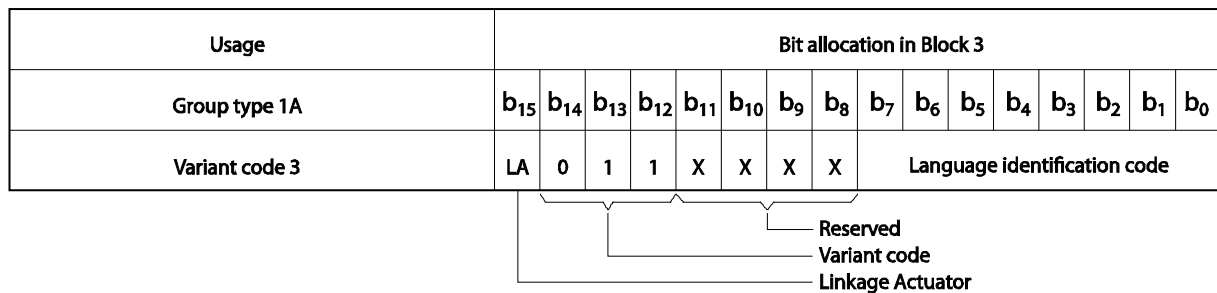 Usage Bit allocation in Block 3
Group type 1A b15 b14 b13 b12 b11 b10 b9 b8 b7 b6 b5 b4 b3 b2 b1 b0
Variant code 3 LA 0 1 1 X X X X Language identification code
Reserved
Variant code
Linkage Actuator